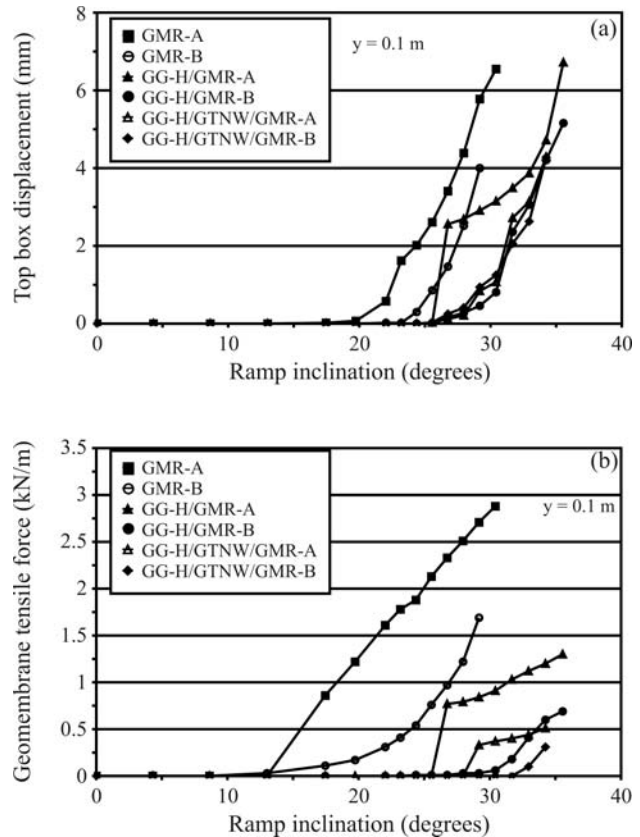 (a)
y = 0.1 m
GMR-A
GMR-B
GG-H/GMR-A
GG-H/GMR-B
GG-H/GTNW/GMR-A
GG-H/GTNW/GMR-B
Top box displacement (mm)
8
6
4
2
0
0 10 20 30 40
Ramp inclination (degrees)
(b)
y = 0.1 m
GMR-A
GMR-B
GG-H/GMR-A
GG-H/GMR-B
GG-H/GTNW/GMR-A
GG-H/GTNW/GMR-B
Geomembrane tensile force (kN/m)
3.5
3
2.5
2
1.5
1
0.5
0
0 10 20 30 40
Ramp inclination (degrees)